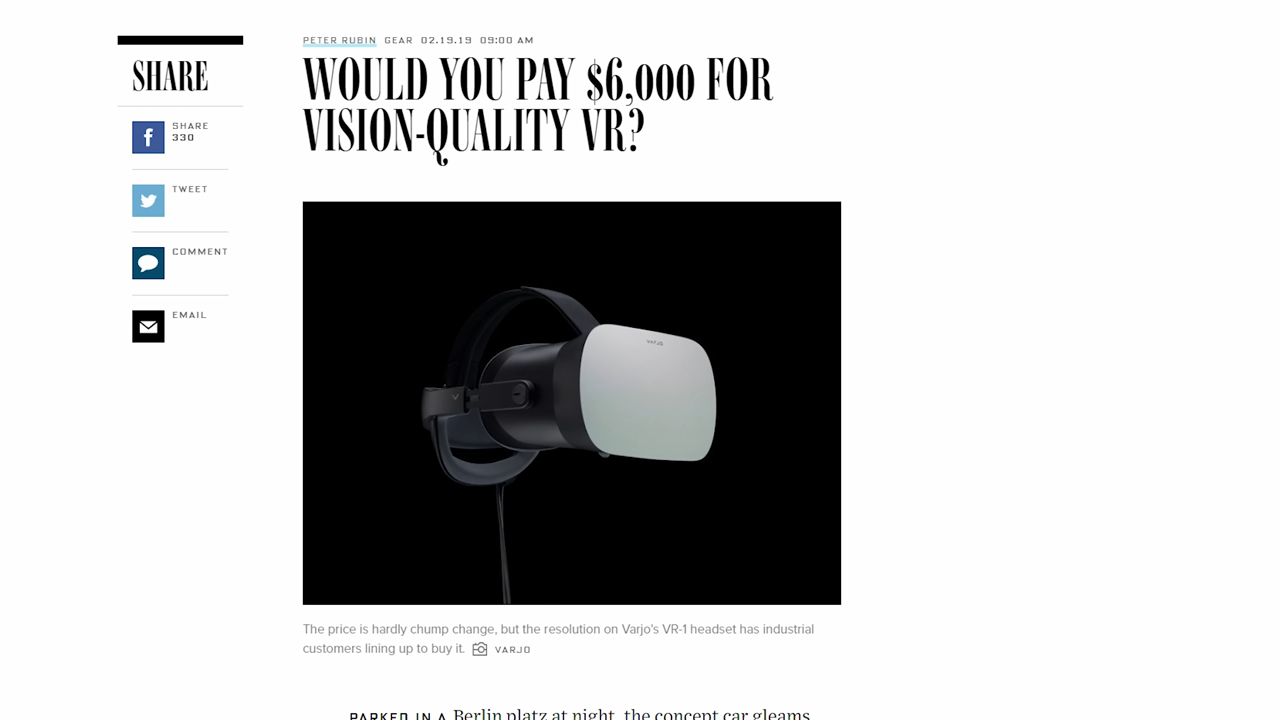 SHARE
SHARE
330
TWEET
COMMENT
EMAIL
PETER RUBIN GEAR 02.19.19 09:00 AM
WOULD YOU PAY $6,000 FOR
VISION-QUALITY VR?
VARJO
The price is hardly chump change, but the resolution on Varjo's VR-1 headset has industrial
customers lining up to buy it. VARJO
PARKED IN A Berlin platz at night, the concept car gleams